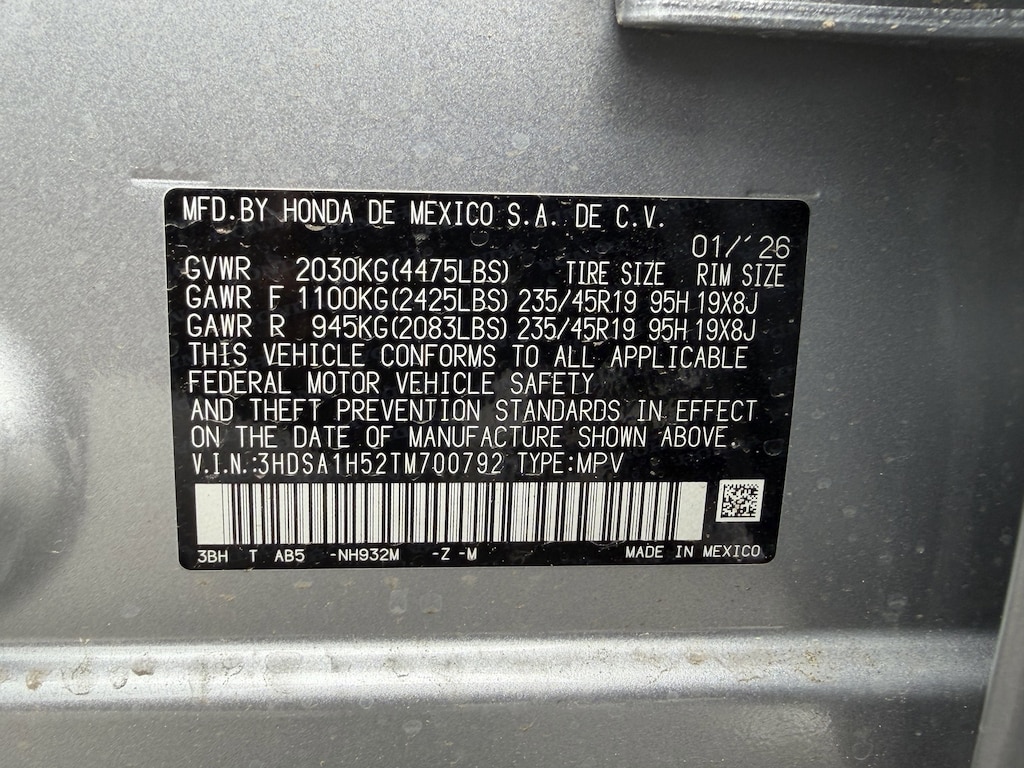 MFD.BY HONDA DE MEXICO S.A. DE C.V.
01/'26
GVWR 2030KG(4475LBS) TIRE SIZE RIM SIZE
GAWR F 1100KG(2425LBS) 235/45R19 95H 19X8J
GAWR R 945KG(2083LBS) 235/45R19 95H 19X8J
THIS VEHICLE CONFORMS TO ALL APPLICABLE
FEDERAL MOTOR VEHICLE SAFETY
AND THEFT PREVENTION STANDARDS IN EFFECT
ON THE DATE OF MANUFACTURE SHOWN ABOVE.
V.I.N.:3HDSA1H52TM700792 TYPE:MPV
3BH T AB5 -NH932M -Z -M MADE IN MEXICO